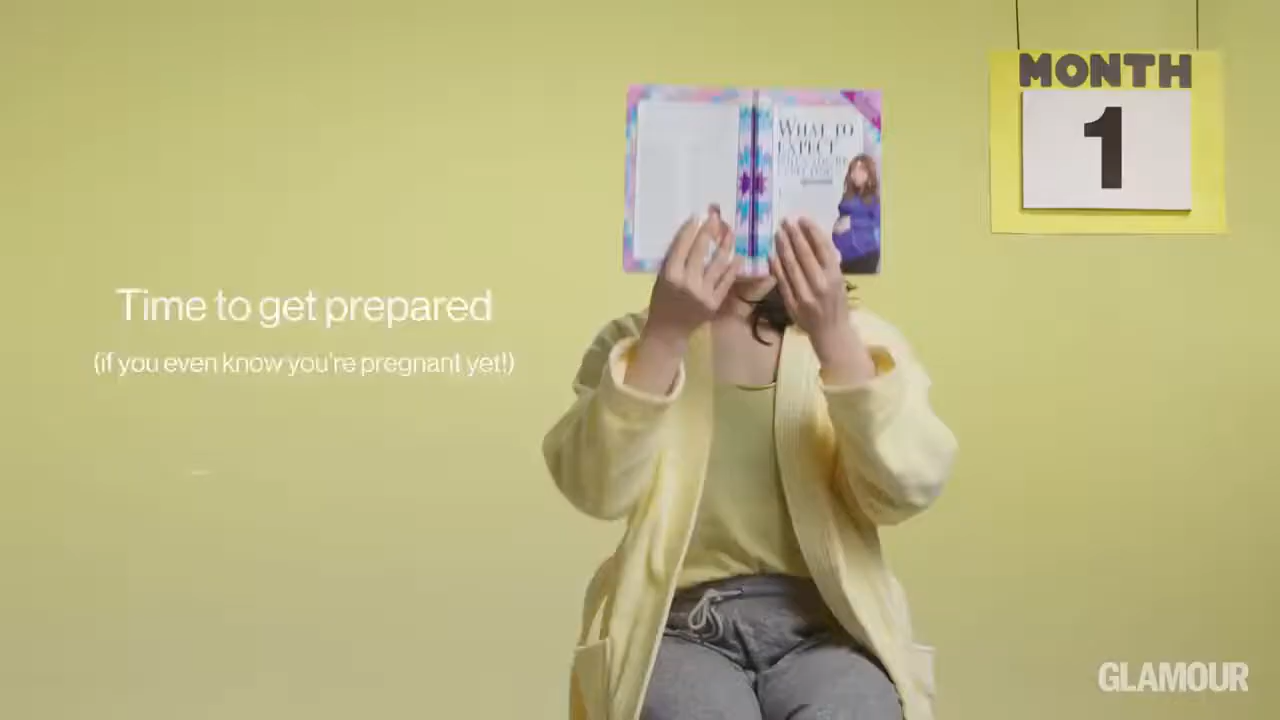 MONTH
1
WHAT TO
EXPECT
Time to get prepared
(if you even know you're pregnant yet!)
GLAMOUR